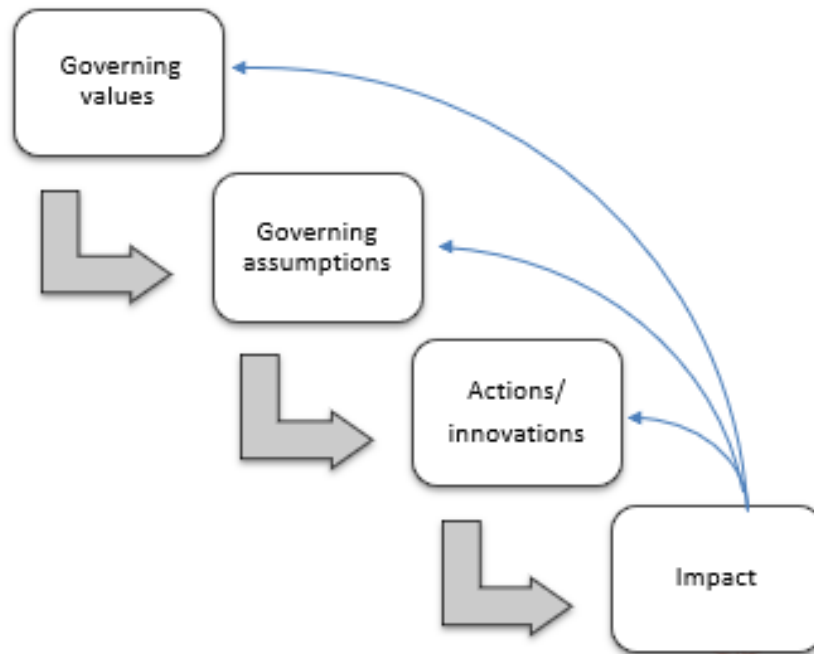 Governing
values
Governing
assumptions
Actions/
innovations
Impact